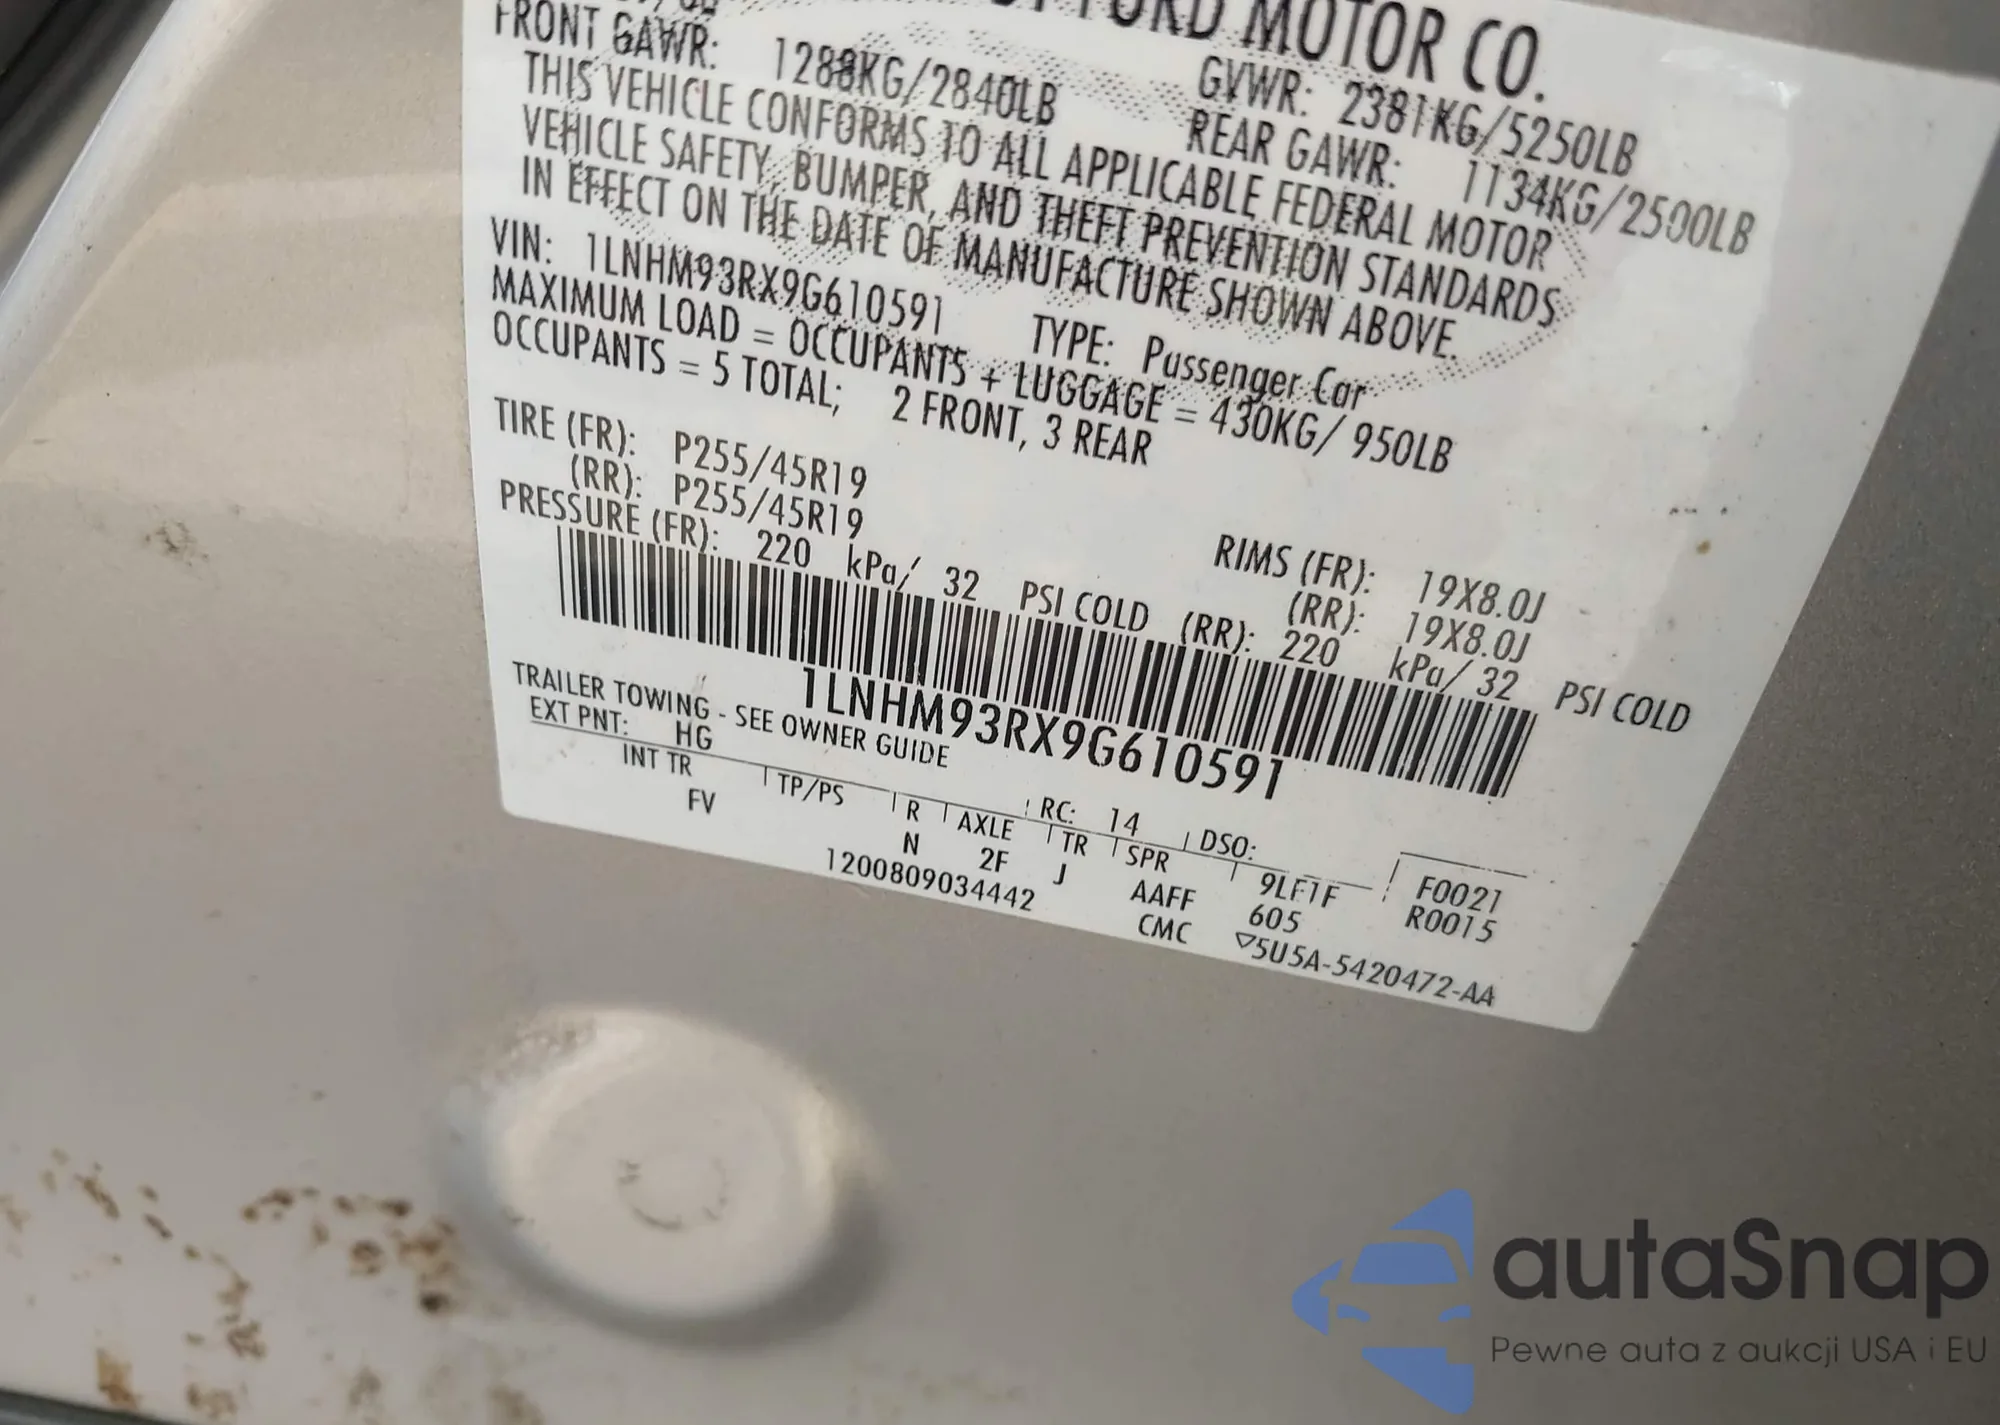 FORD MOTOR CO.
FRONT GAWR: 1288KG/2840LB GVWR: 2381KG/5250LB
REAR GAWR: 1134KG/2500LB
THIS VEHICLE CONFORMS TO ALL APPLICABLE FEDERAL MOTOR
VEHICLE SAFETY, BUMPER, AND THEFT PREVENTION STANDARDS
IN EFFECT ON THE DATE OF MANUFACTURE SHOWN ABOVE.
VIN: 1LNHM93RX9G610591 TYPE: Passenger Car
MAXIMUM LOAD = OCCUPANTS + LUGGAGE = 430KG/ 950LB
OCCUPANTS = 5 TOTAL; 2 FRONT, 3 REAR
TIRE (FR): P255/45R19 RIMS (FR): 19X8.0J
(RR): P255/45R19 (RR): 19X8.0J
PRESSURE (FR): 220 kPa/ 32 PSI COLD (RR): 220 kPa/ 32 PSI COLD
1LNHM93RX9G610591
TRAILER TOWING - SEE OWNER GUIDE
EXT PNT: HG RC: 14 DSO:
INT TR TP/PS R AXLE TR SPR 9LF1F F0021
FV N 2F J AAFF 605 R0015
1200809034442 CMC ▽5U5A-5420472-AA
autaSnap
Pewne auta z aukcji USA i EU